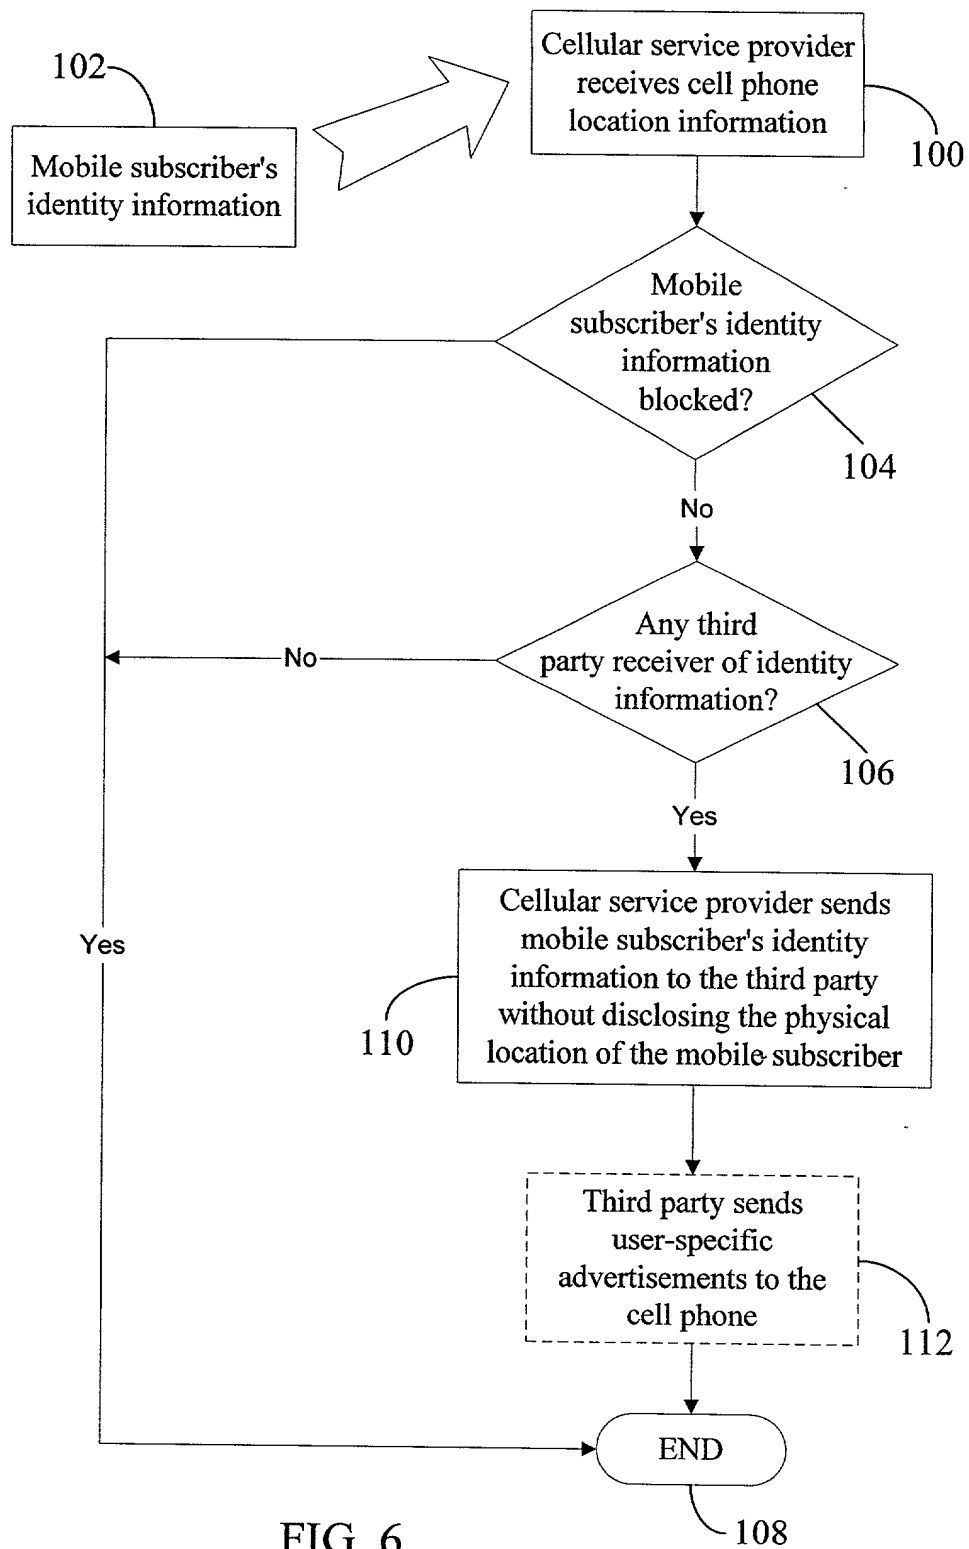 102
Mobile subscriber's
identity information
Cellular service provider
receives cell phone
location information
100
Mobile
subscriber's identity
information
blocked?
104
No
Any third
party receiver of identity
information?
106
No
Yes
Cellular service provider sends
mobile subscriber's identity
information to the third party
without disclosing the physical
location of the mobile subscriber
110
Yes
Third party sends
user-specific
advertisements to the
cell phone
112
END
108
FIG. 6